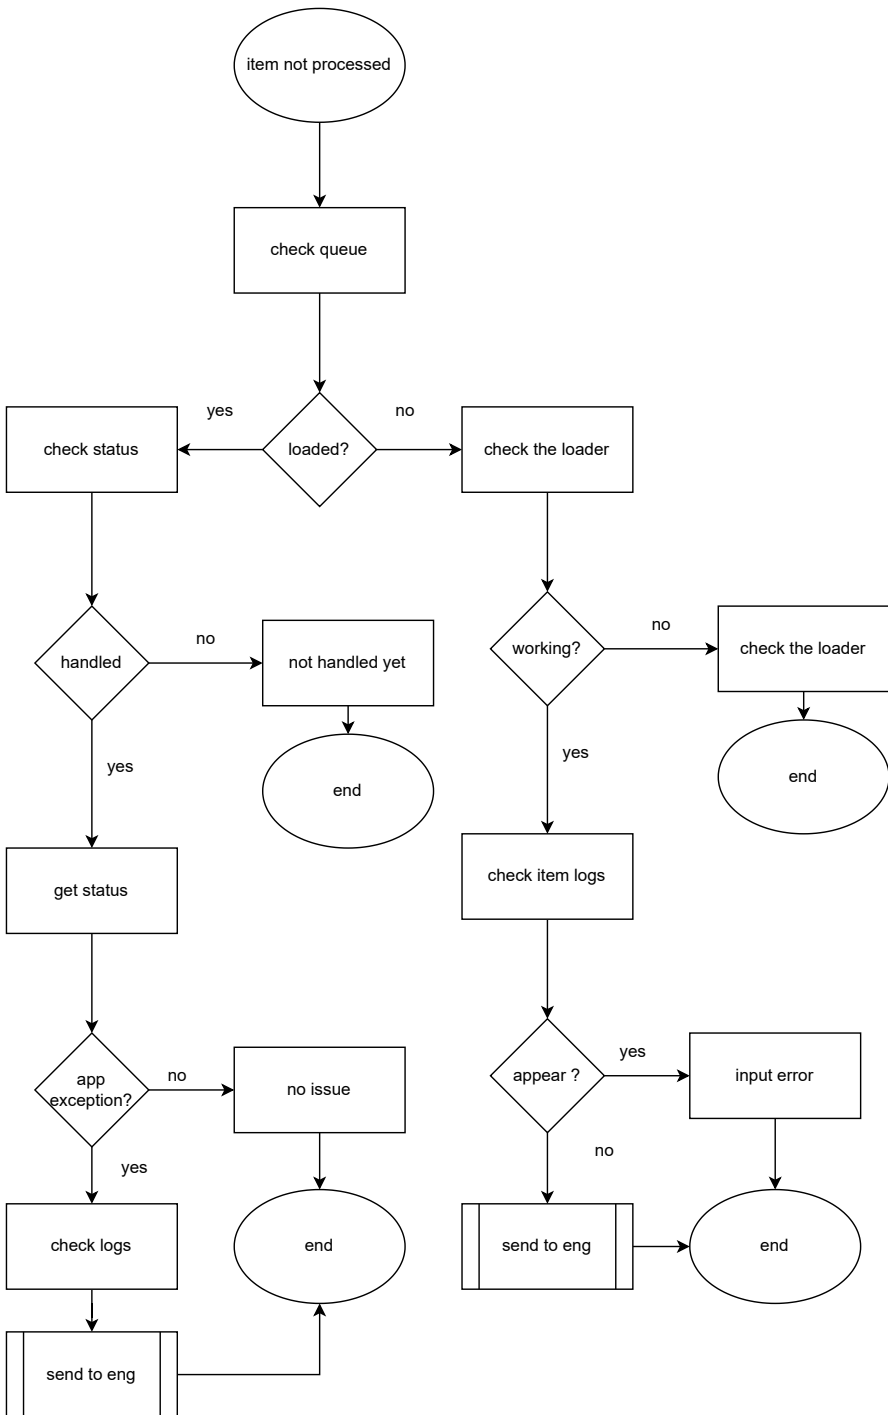 item not processed
check queue
yes
no
check status
loaded?
check the loader
handled
no
not handled yet
working?
no
check the loader
yes
end
yes
end
get status
check item logs
app
exception?
no
no issue
appear ?
yes
input error
yes
no
check logs
end
send to eng
end
send to eng